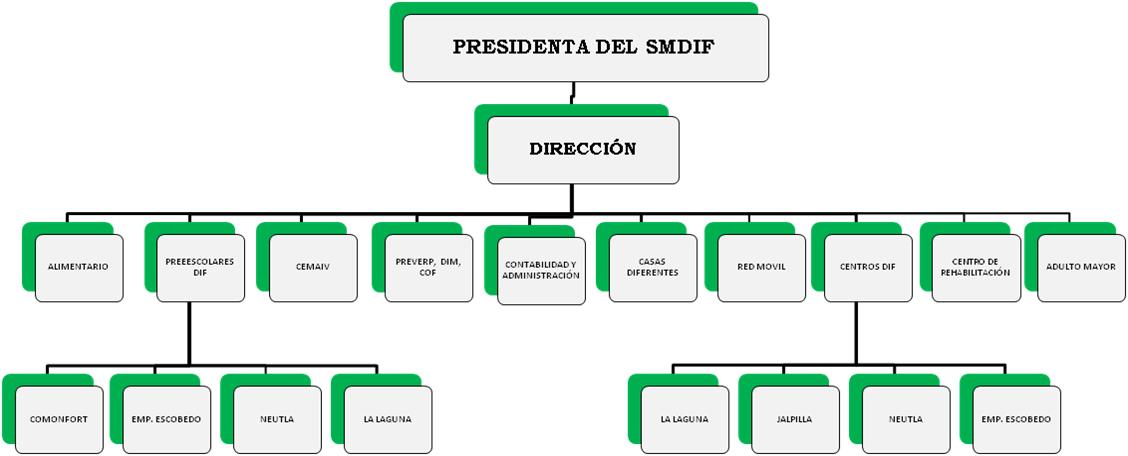 PRESIDENTA DEL SMDIF
DIRECCIÓN
ALIMENTARIO
PREEESCOLARES
DIF
CEMAIV
PREVERP, DIM,
COF
CONTABILIDAD Y
ADMINISTRACIÓN
CASAS
DIFERENTES
RED MOVIL
CENTROS DIF
CENTRO DE
REHABILITACIÓN
ADULTO MAYOR
COMONFORT
EMP. ESCOBEDO
NEUTLA
LA LAGUNA
LA LAGUNA
JALPILLA
NEUTLA
EMP. ESCOBEDO